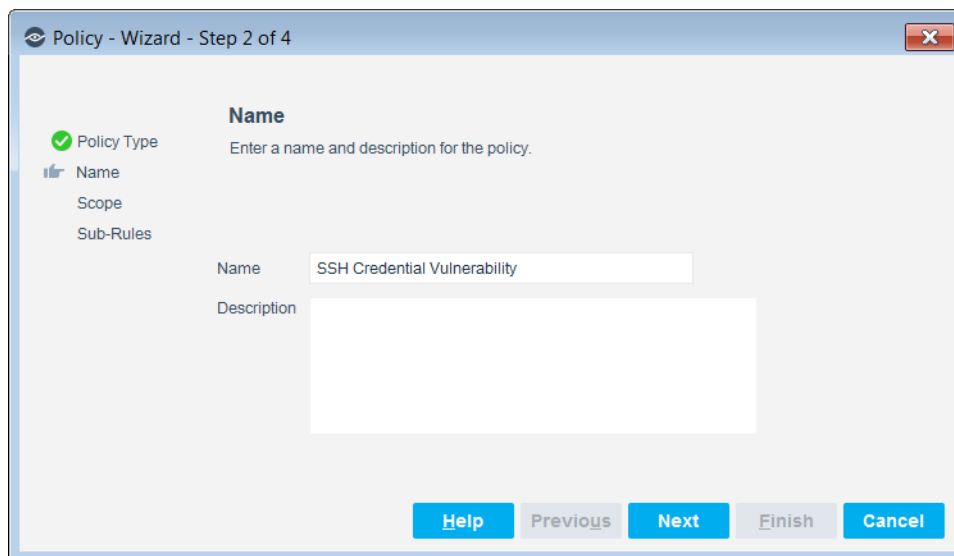 Policy - Wizard - Step 2 of 4
Policy Type
Name
Scope
Sub-Rules
Name
Enter a name and description for the policy.
Name SSH Credential Vulnerability
Description
Help Previous Next Finish Cancel